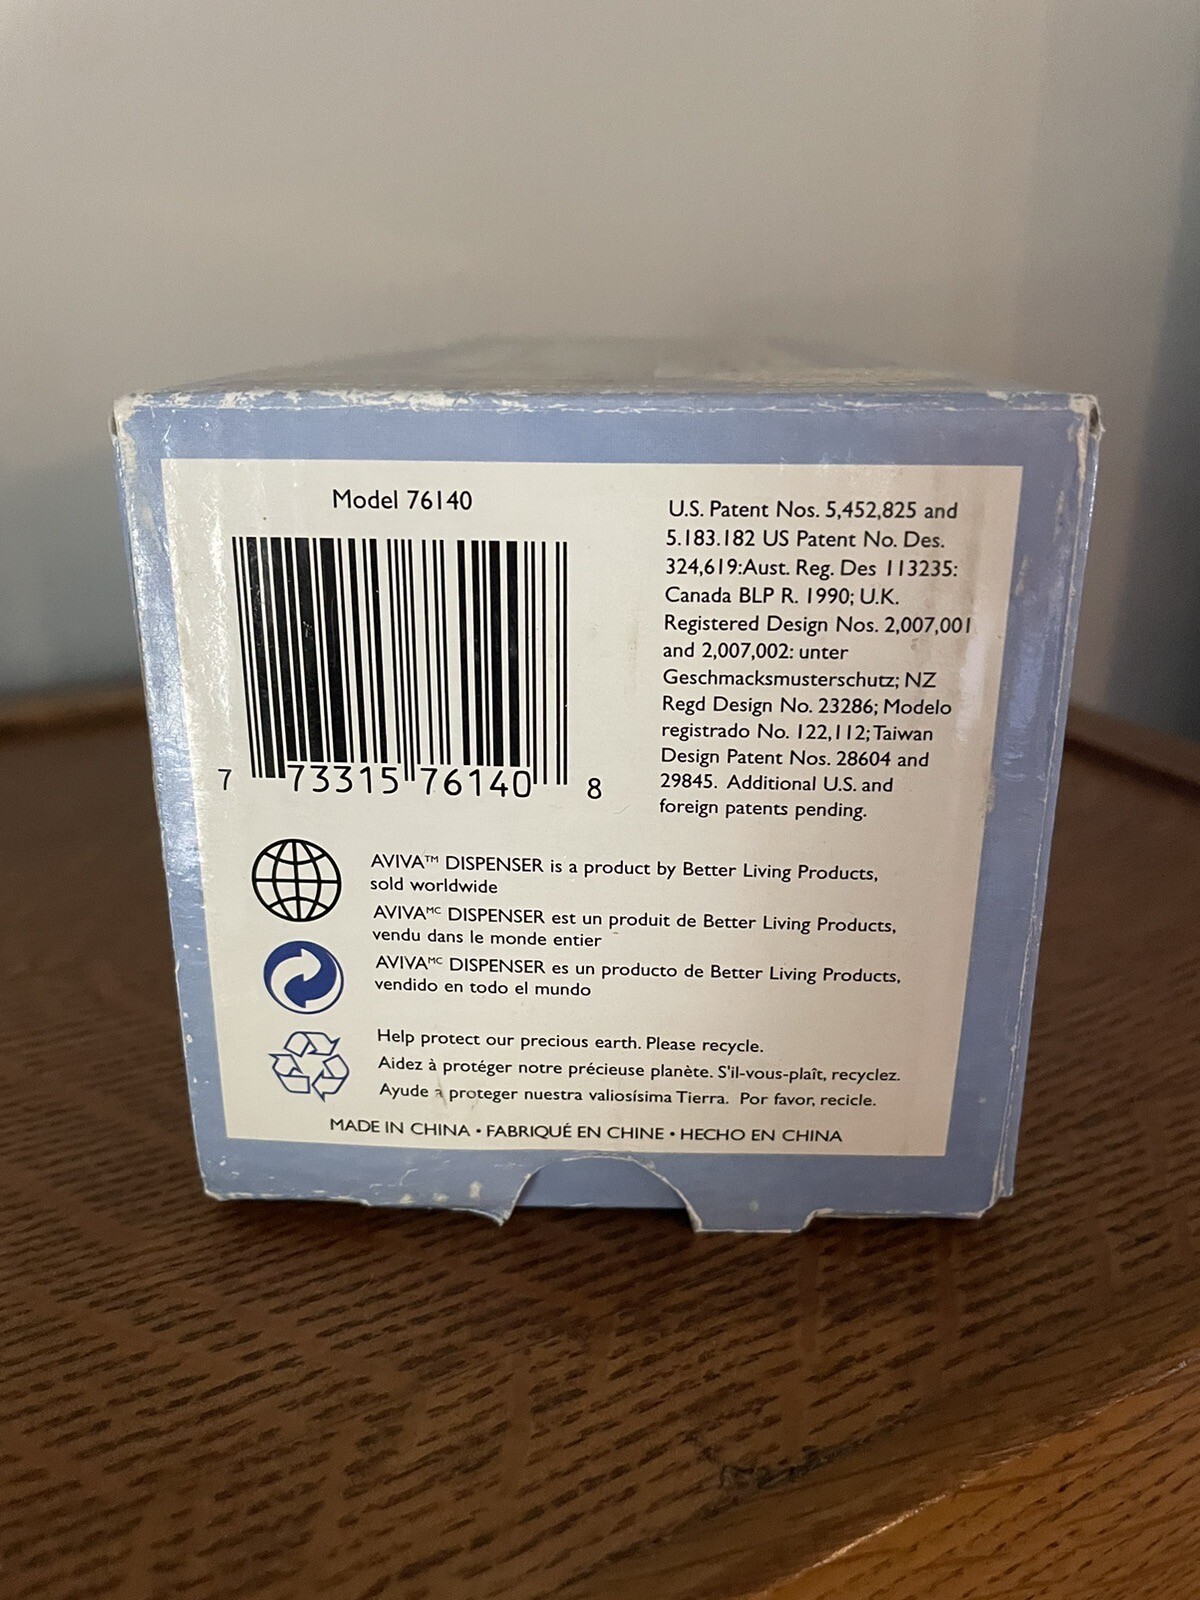 Model 76140
7 73315 76140 8
U.S. Patent Nos. 5,452,825 and
5.183.182 US Patent No. Des.
324,619:Aust. Reg. Des 113235:
Canada BLP R. 1990; U.K.
Registered Design Nos. 2,007,001
and 2,007,002: unter
Geschmacksmusterschutz; NZ
Regd Design No. 23286; Modelo
registrado No. 122,112; Taiwan
Design Patent Nos. 28604 and
29845. Additional U.S. and
foreign patents pending.
AVIVA™ DISPENSER is a product by Better Living Products,
sold worldwide
AVIVAᴹᶜ DISPENSER est un produit de Better Living Products,
vendu dans le monde entier
AVIVAᴹᶜ DISPENSER es un producto de Better Living Products,
vendido en todo el mundo
Help protect our precious earth. Please recycle.
Aidez à protéger notre précieuse planète. S'il-vous-plaît, recyclez.
Ayude a proteger nuestra valiosísima Tierra. Por favor, recicle.
MADE IN CHINA • FABRIQUÉ EN CHINE • HECHO EN CHINA